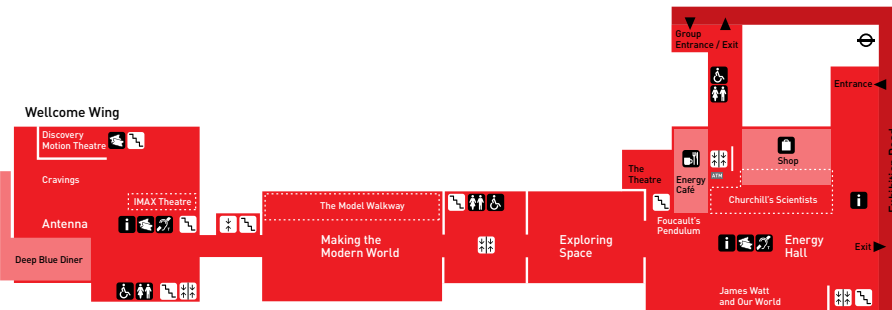 Group
Entrance / Exit
Entrance
Wellcome Wing
Discovery
Motion Theatre
Cravings
IMAX Theatre
Antenna
Deep Blue Diner
The Model Walkway
Making the
Modern World
Exploring
Space
The
Theatre
Energy
Café
ATM
Shop
Churchill's Scientists
Foucault's
Pendulum
Energy
Hall
Exit
James Watt
and Our World